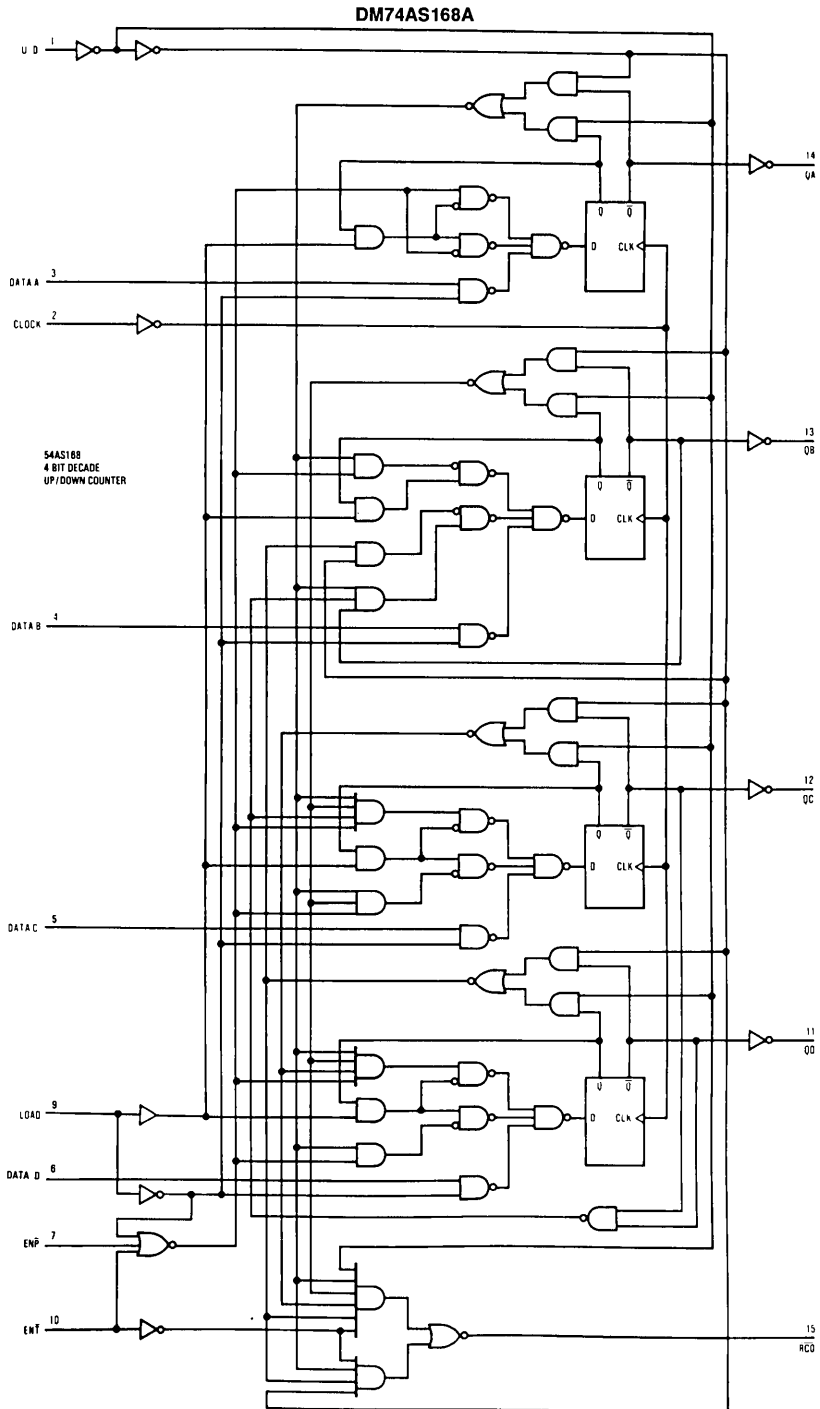 DM74AS168A
U D 1
14
QA
Q Q̅
D CLK
DATA A 3
CLOCK 2
13
QB
54AS168
4 BIT DECADE
UP/DOWN COUNTER
Q Q̅
D CLK
DATA B 4
12
QC
Q Q̅
D CLK
DATA C 5
11
QD
Q Q̅
D CLK
LOAD 9
DATA D 6
ENP̅ 7
ENT̅ 10
15
R̅C̅O̅